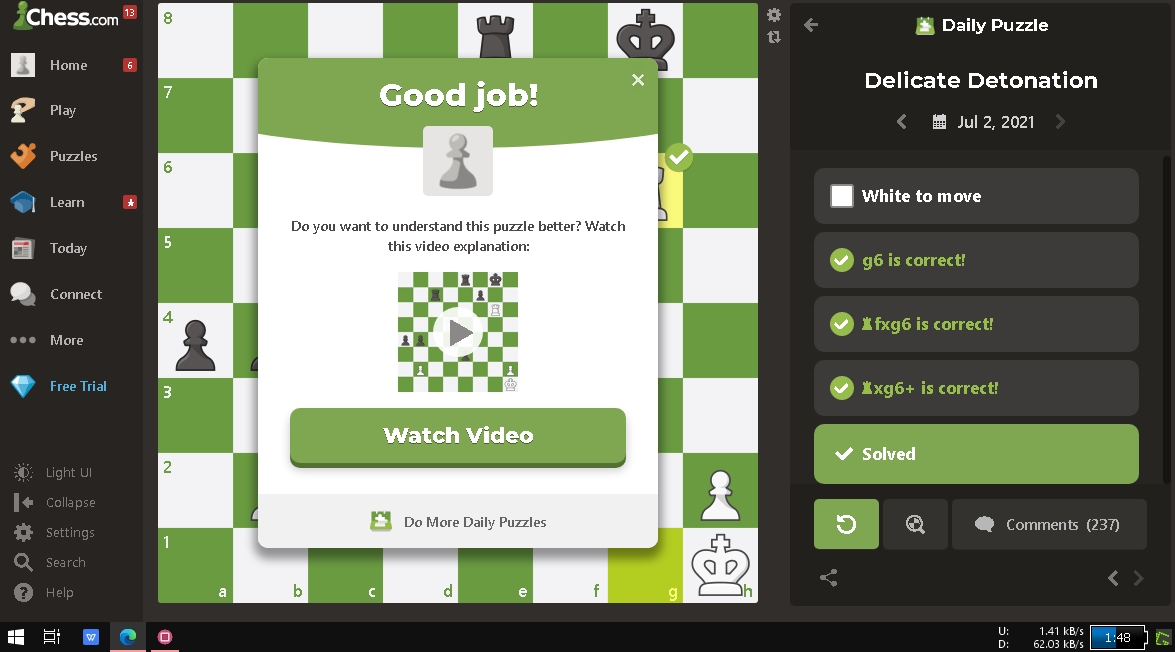 Chess.com 13
Home 6
Play
Puzzles
Learn
Today
Connect
More
Free Trial
Light UI
Collapse
Settings
Search
Help
8
7
6
5
4
3
2
1
a b c d e f g h
Good job!
×
Do you want to understand this puzzle better? Watch
this video explanation:
Watch Video
Do More Daily Puzzles
Daily Puzzle
Delicate Detonation
Jul 2, 2021
White to move
g6 is correct!
♜fxg6 is correct!
♜xg6+ is correct!
Solved
Comments (237)
U: 1.41 kB/s
D: 62.03 kB/s
1:48
W